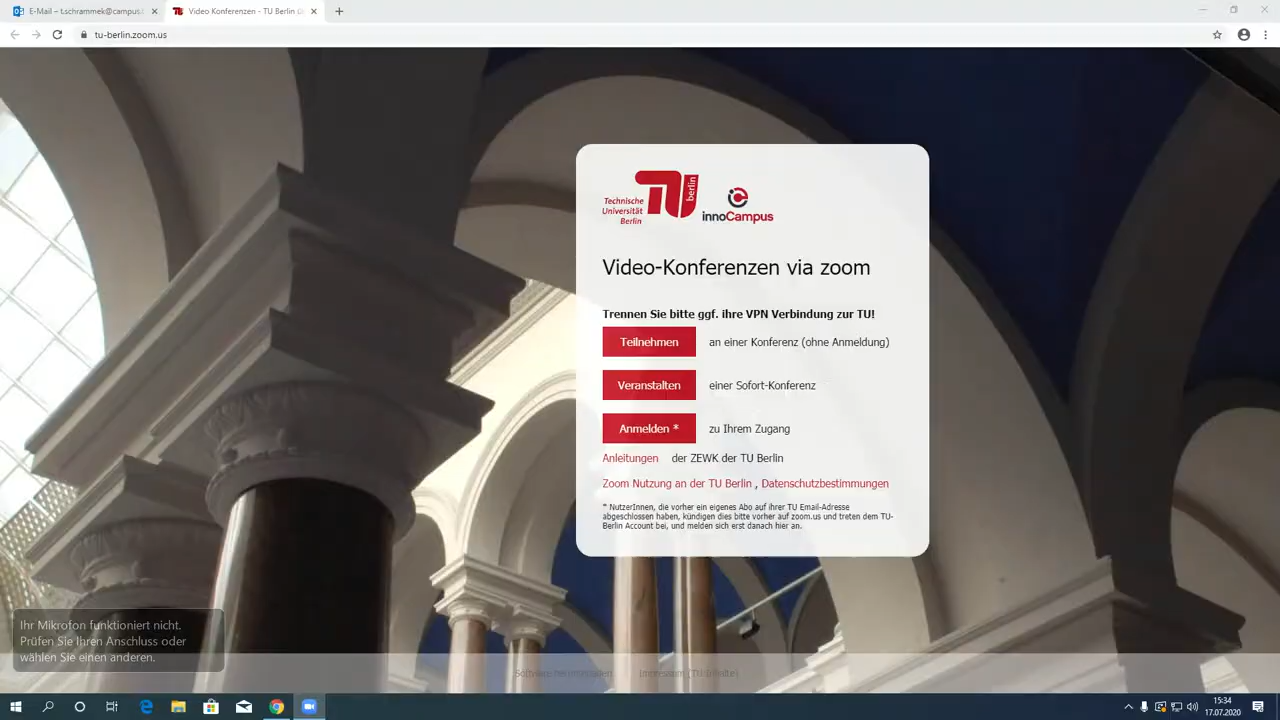 E-Mail – t.schrammek@campus.t
Video Konferenzen - TU Berlin
tu-berlin.zoom.us
Technische
Universität
Berlin
TU
berlin
innoCampus
Video-Konferenzen via zoom
Trennen Sie bitte ggf. ihre VPN Verbindung zur TU!
Teilnehmen an einer Konferenz (ohne Anmeldung)
Veranstalten einer Sofort-Konferenz
Anmelden * zu Ihrem Zugang
Anleitungen der ZEWK der TU Berlin
Zoom Nutzung an der TU Berlin , Datenschutzbestimmungen
* NutzerInnen, die vorher ein eigenes Abo auf ihrer TU Email-Adresse
abgeschlossen haben, kündigen dies bitte vorher auf zoom.us und treten dem TU-
Berlin Account bei, und melden sich erst danach hier an.
Ihr Mikrofon funktioniert nicht.
Prüfen Sie Ihren Anschluss oder
wählen Sie einen anderen.
Impressum (TU-Inhalte)
15:34
17.07.2020